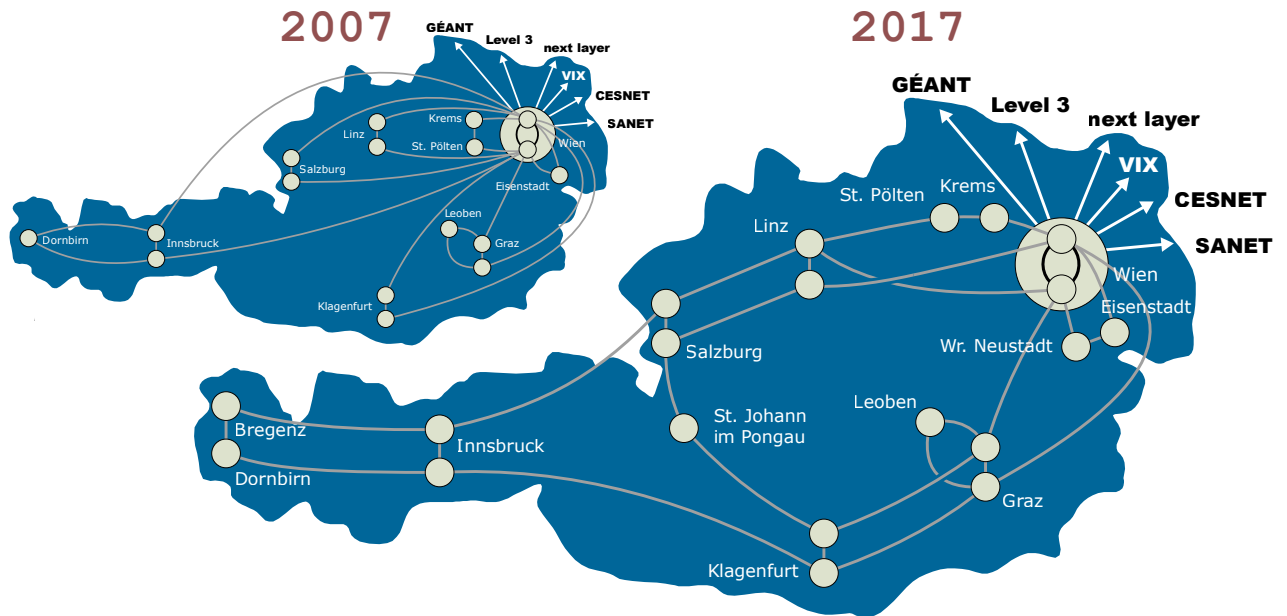 2007
GÉANT
Level 3
next layer
VIX
CESNET
SANET
Linz
Krems
St. Pölten
Wien
Salzburg
Eisenstadt
Leoben
Dornbirn
Innsbruck
Graz
Klagenfurt
2017
GÉANT
Level 3
next layer
VIX
CESNET
SANET
St. Pölten
Krems
Linz
Wien
Eisenstadt
Wr. Neustadt
Salzburg
Leoben
St. Johann
im Pongau
Bregenz
Innsbruck
Dornbirn
Graz
Klagenfurt